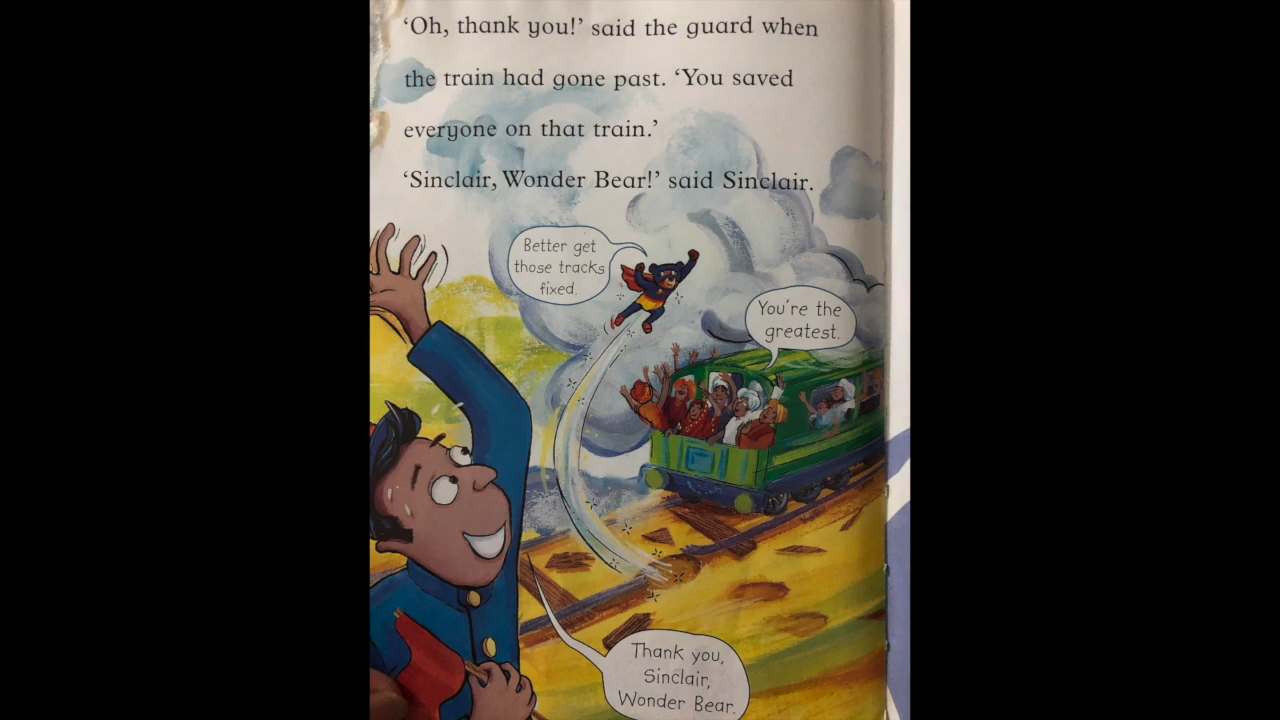 ‘Oh, thank you!’ said the guard when
the train had gone past. ‘You saved
everyone on that train.’
‘Sinclair, Wonder Bear!’ said Sinclair.
Better get
those tracks
fixed.
You're the
greatest.
Thank you,
Sinclair,
Wonder Bear.